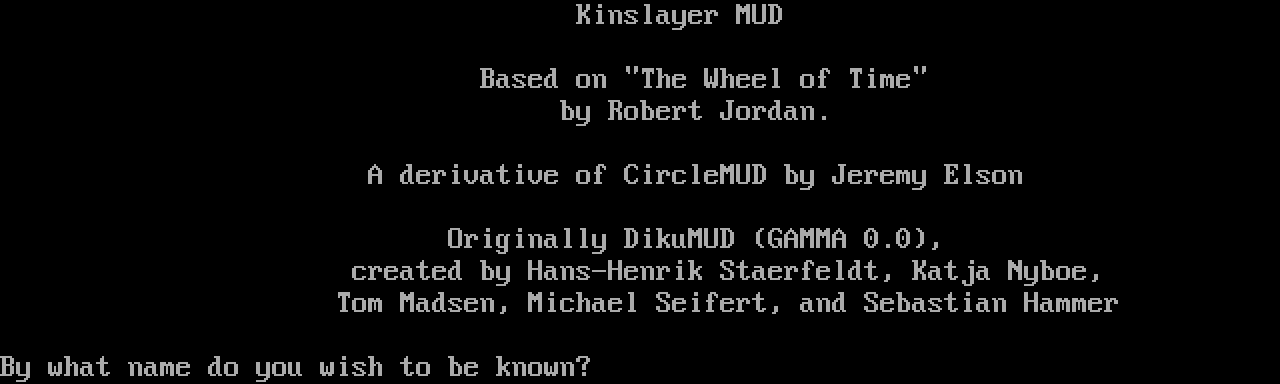 Kinslayer MUD
Based on "The Wheel of Time"
by Robert Jordan.
A derivative of CircleMUD by Jeremy Elson
Originally DikuMUD (GAMMA 0.0),
created by Hans-Henrik Staerfeldt, Katja Nyboe,
Tom Madsen, Michael Seifert, and Sebastian Hammer
By what name do you wish to be known?